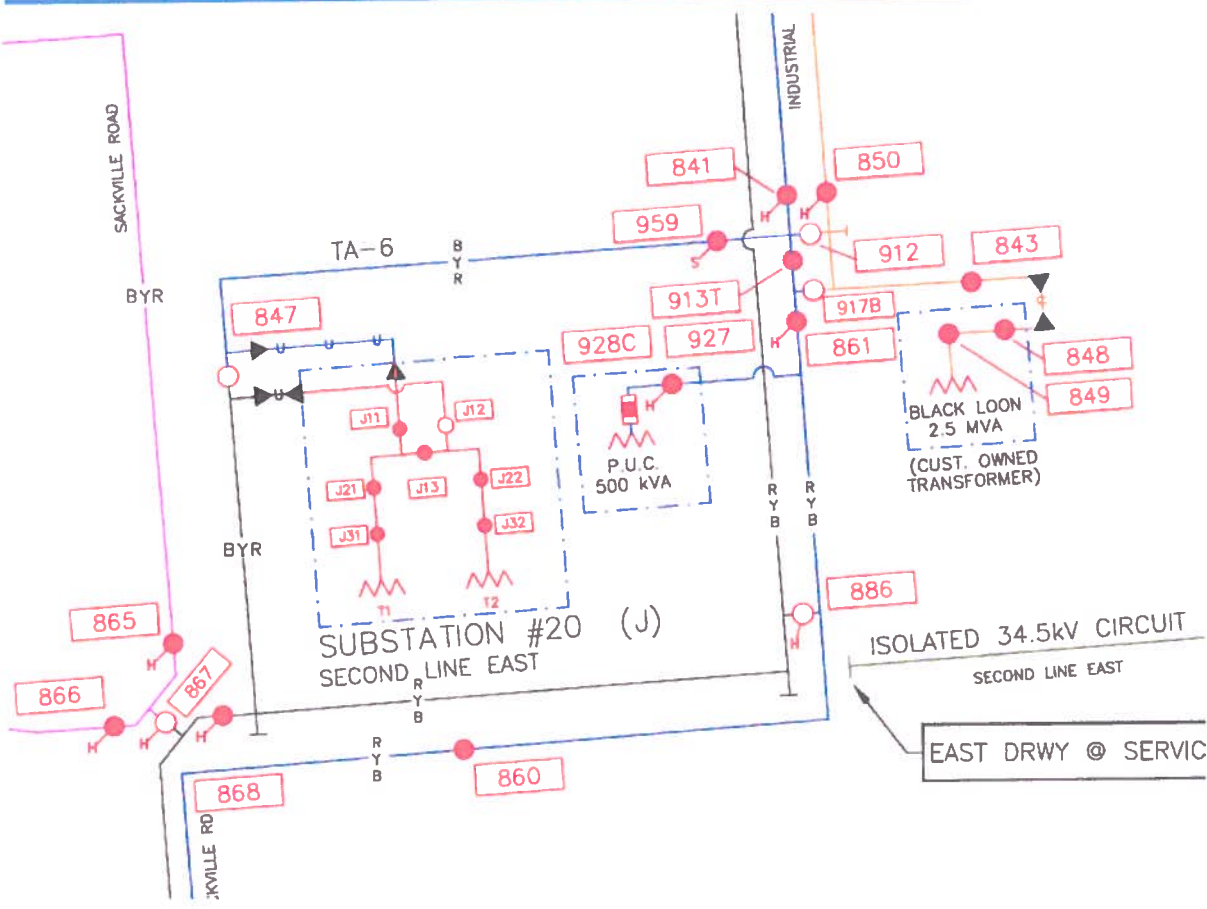 INDUSTRIAL
SACKVILLE ROAD
841
850
959
TA-6
B
Y
R
912
843
BYR
913T
917B
847
U U U
928C
927
861
848
U
849
J11
J12
BLACK LOON
2.5 MVA
(CUST. OWNED
TRANSFORMER)
J21
J13
J22
P.U.C.
500 kVA
J31
J32
R
Y
B
R
Y
B
BYR
T1
T2
886
865
SUBSTATION #20 (J)
SECOND LINE EAST
ISOLATED 34.5kV CIRCUIT
SECOND LINE EAST
866
867
R
Y
B
EAST DRWY @ SERVIC
R
Y
B
860
868
KVILLE RD
H
H
S
H
H
H
H
H
H
H